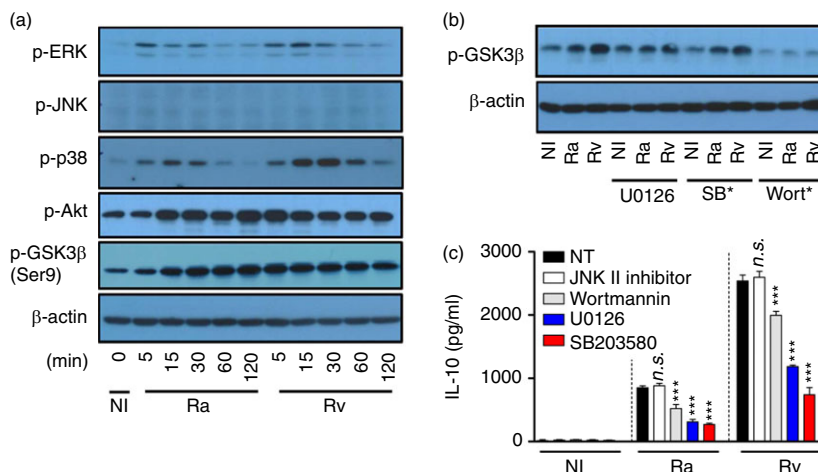 (a)
p-ERK
p-JNK
p-p38
p-Akt
p-GSK3β
(Ser9)
β-actin
(min) 0 5 15 30 60 120 5 15 30 60 120
NI Ra Rv
(b)
p-GSK3β
β-actin
NI Ra Rv NI Ra Rv NI Ra Rv NI Ra Rv
U0126 SB* Wort*
(c)
NT
JNK II inhibitor
Wortmannin
U0126
SB203580
IL-10 (pg/ml)
3000
2000
1000
0
n.s. *** *** ***
n.s. *** *** ***
NI Ra Rv